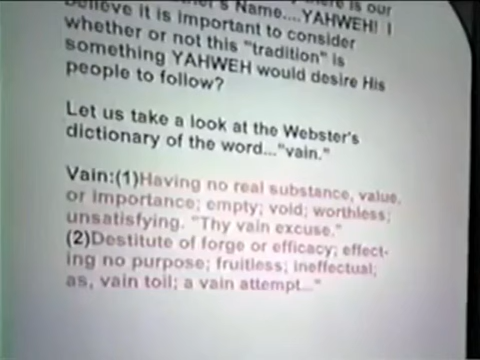 's Name....YAHWEH! I
believe it is important to consider
whether or not this "tradition" is
something YAHWEH would desire His
people to follow?
Let us take a look at the Webster's
dictionary of the word..."vain."
Vain:(1)Having no real substance, value,
or importance; empty; void; worthless;
unsatisfying. "Thy vain excuse."
(2)Destitute of forge or efficacy; effect-
ing no purpose; fruitless; ineffectual;
as, vain toil; a vain attempt..."